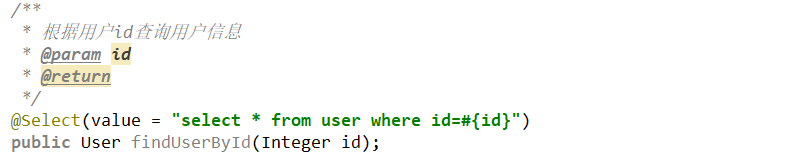 /**
 * 根据用户id查询用户信息
 * @param id
 * @return
 */
@Select(value = "select * from user where id=#{id}")
public User findUserById(Integer id);